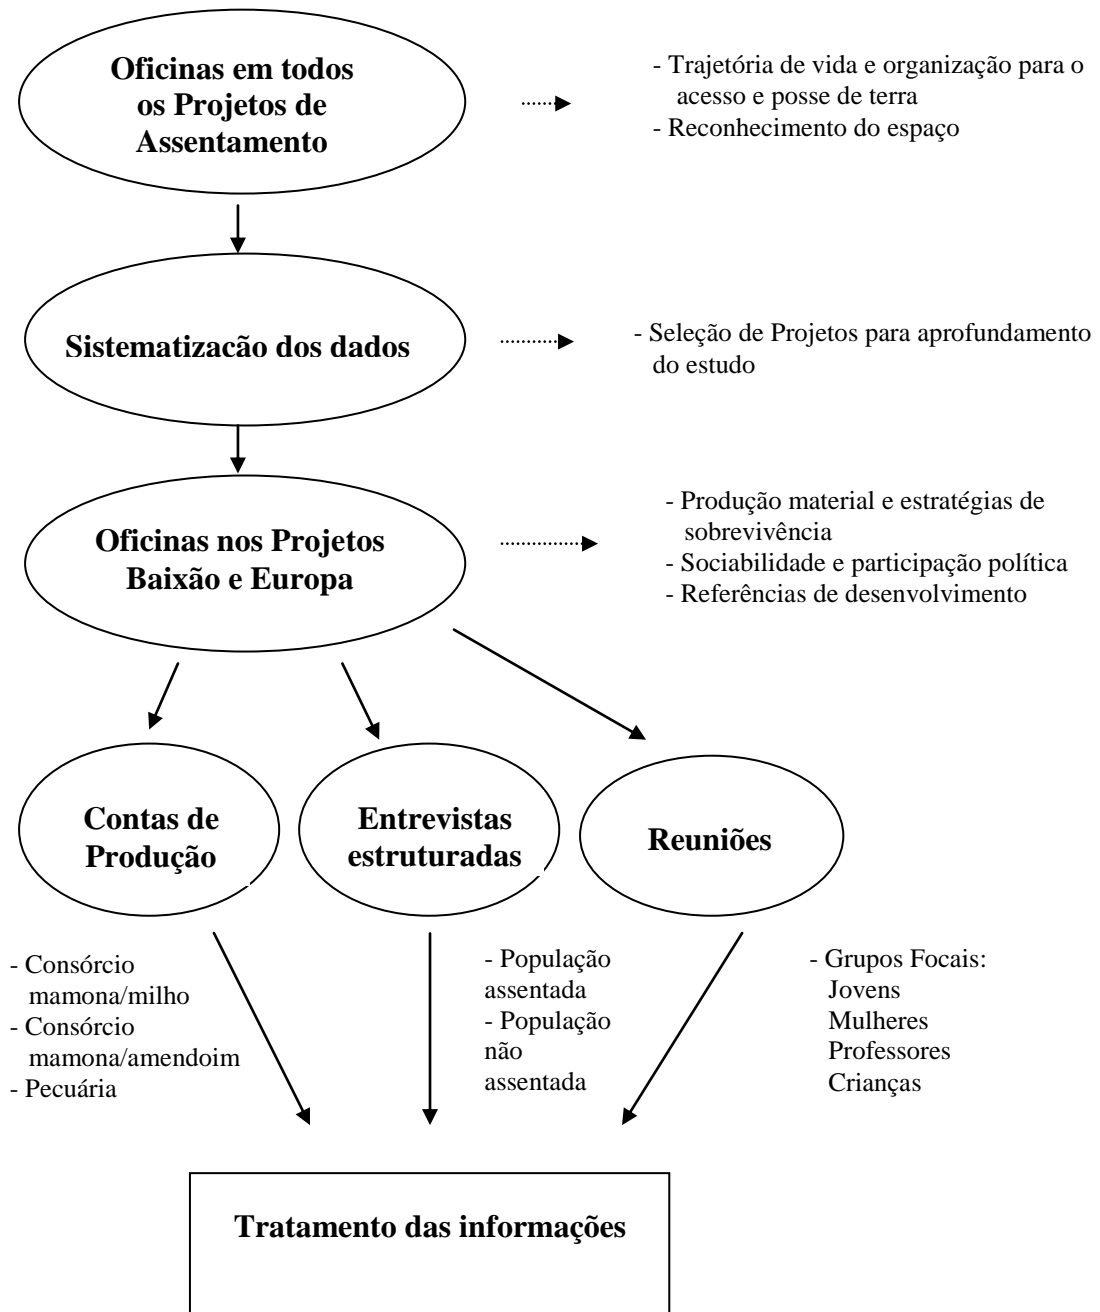 Oficinas em todos
os Projetos de
Assentamento
- Trajetória de vida e organização para o
acesso e posse de terra
- Reconhecimento do espaço
Sistematizacão dos dados
- Seleção de Projetos para aprofundamento
do estudo
Oficinas nos Projetos
Baixão e Europa
- Produção material e estratégias de
sobrevivência
- Sociabilidade e participação política
- Referências de desenvolvimento
Contas de
Produção
Entrevistas
estruturadas
Reuniões
- Consórcio
mamona/milho
- Consórcio
mamona/amendoim
- Pecuária
- População
assentada
- População
não
assentada
- Grupos Focais:
Jovens
Mulheres
Professores
Crianças
Tratamento das informações